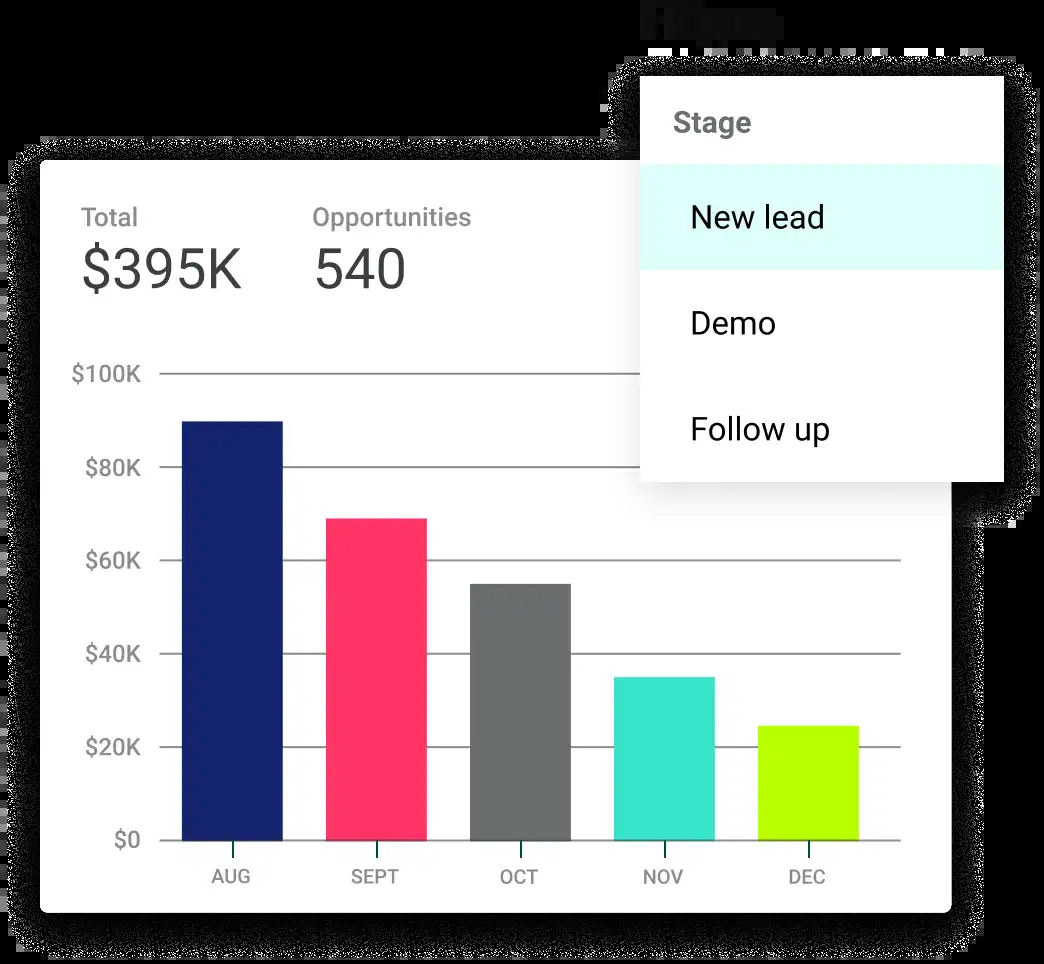 Stage
New lead
Demo
Follow up
Total
$395K
Opportunities
540
$100K
$80K
$60K
$40K
$20K
$0
AUG
SEPT
OCT
NOV
DEC